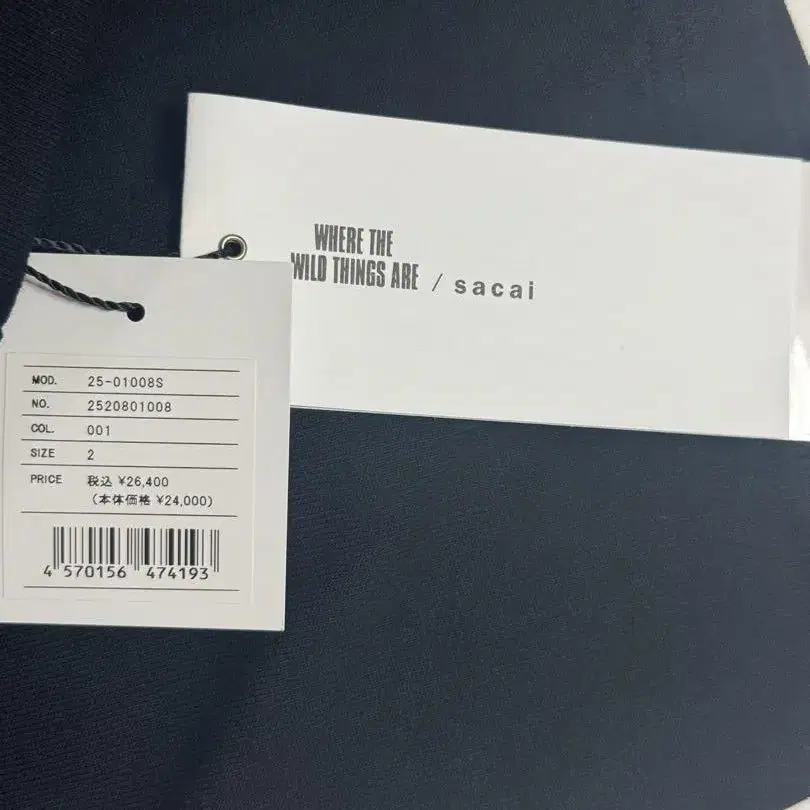 WHERE THE
WILD THINGS ARE / sacai
MOD. 25-01008S
NO. 2520801008
COL. 001
SIZE 2
PRICE 税込 ¥26,400
(本体価格 ¥24,000)
4 570156 474193